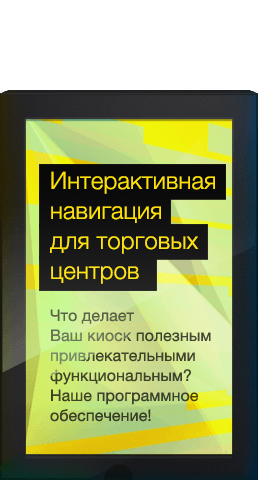 Интерактивная
навигация
для торговых
центров
Что делает
Ваш киоск полезным
привлекательными
функциональным?
Наше программное
обеспечение!